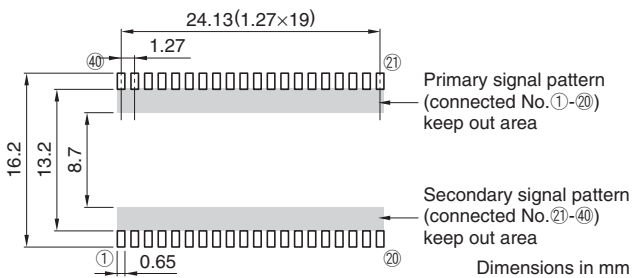 24.13(1.27×19)
㊵ 1.27 ㉑
Primary signal pattern
(connected No.①-⑳)
keep out area
16.2
13.2
8.7
Secondary signal pattern
(connected No.㉑-㊵)
keep out area
① 0.65 ⑳
Dimensions in mm